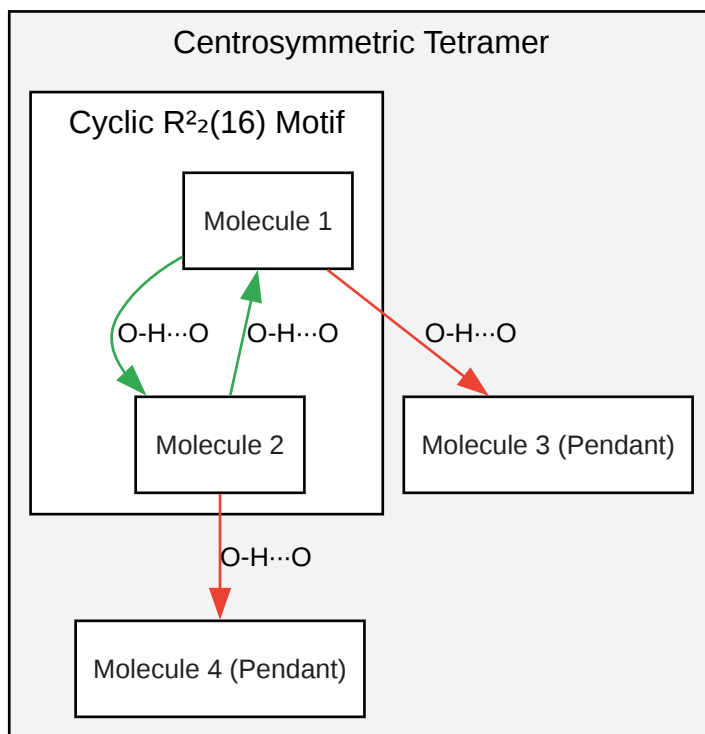 Centrosymmetric Tetramer
Cyclic R²₂(16) Motif
Molecule 1
O-H···O
O-H···O
O-H···O
Molecule 2
Molecule 3 (Pendant)
O-H···O
Molecule 4 (Pendant)